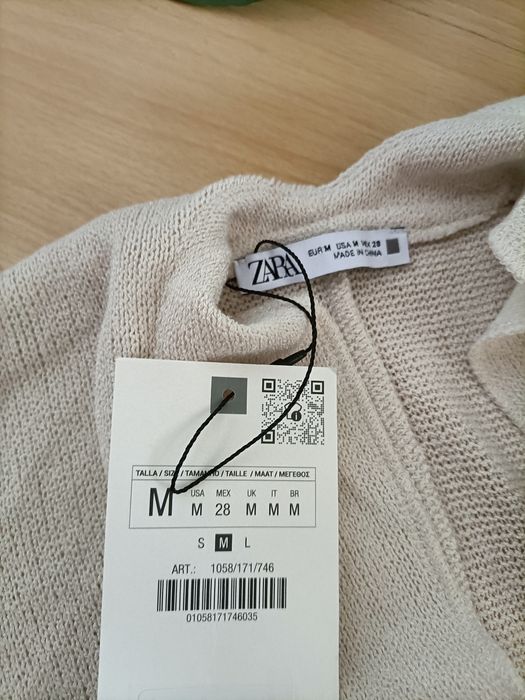 ZARA
EUR M USA M MEX 28
MADE IN CHINA
TALLA / SIZE / TAMANHO / TAILLE / MAAT / ΜΕΓΕΘΟΣ
M
USA MEX UK IT BR
M 28 M M M
S M L
ART.: 1058/171/746
01058171746035